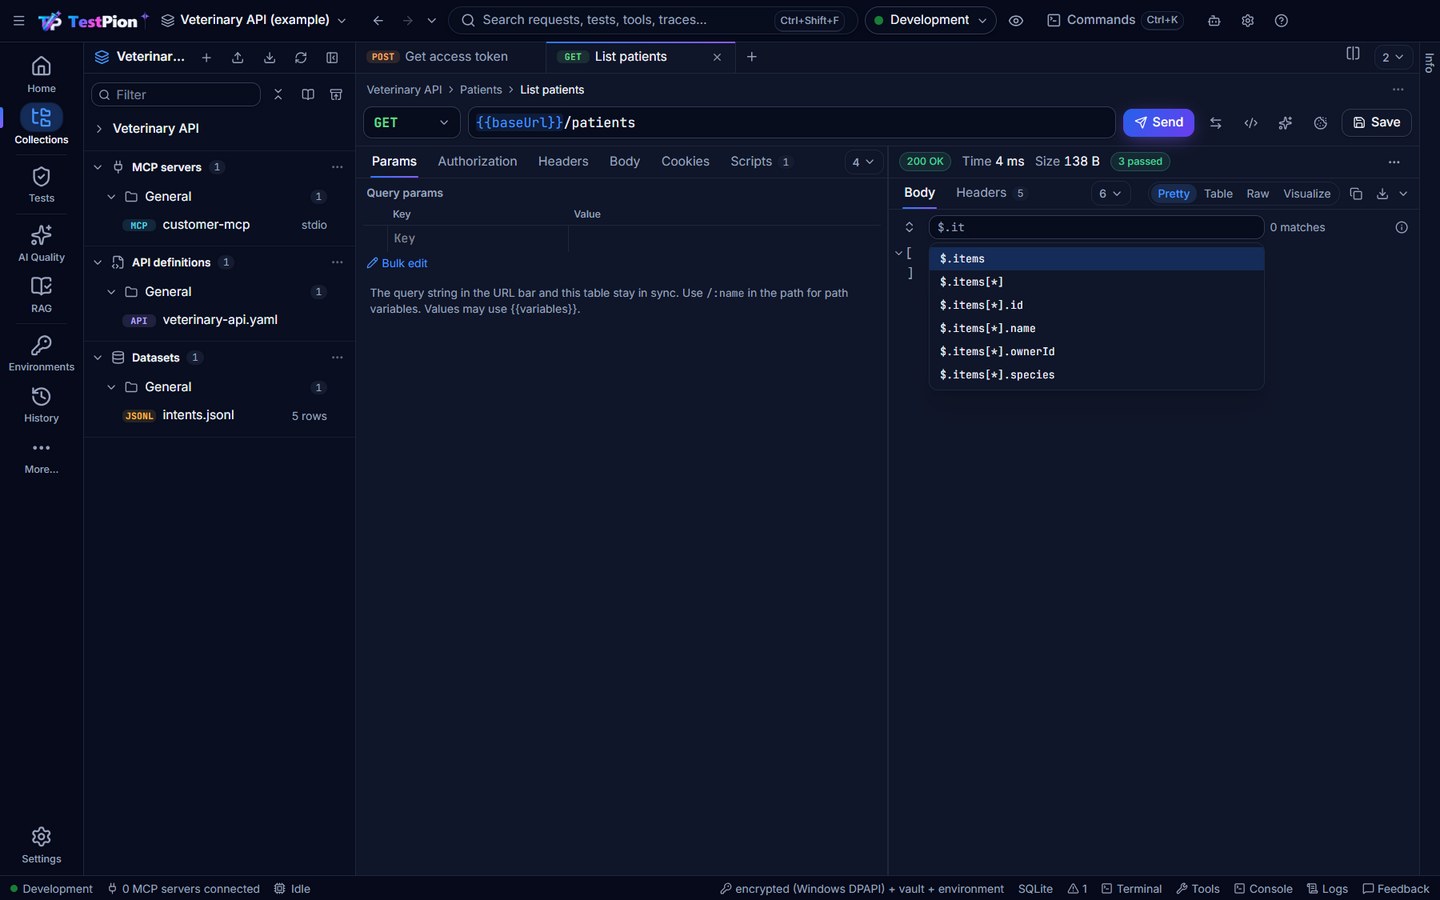 TestPion
Veterinary API (example)
Search requests, tests, tools, traces...
Ctrl+Shift+F
Development
Commands
Ctrl+K
Home
Collections
Tests
AI Quality
RAG
Environments
History
More...
Settings
Veterinar...
Filter
Veterinary API
MCP servers 1
General 1
MCP customer-mcp stdio
API definitions 1
General 1
API veterinary-api.yaml
Datasets 1
General 1
JSONL intents.jsonl 5 rows
POST Get access token
GET List patients
2
Info
Veterinary API > Patients > List patients
GET
{{baseUrl}}/patients
Send
Save
Params Authorization Headers Body Cookies Scripts 1
4
Query params
Key Value
Key
Bulk edit
The query string in the URL bar and this table stay in sync. Use /:name in the path for path
variables. Values may use {{variables}}.
200 OK Time 4 ms Size 138 B 3 passed
Body Headers 5
6
Pretty Table Raw Visualize
$.it
0 matches
[
]
$.items
$.items[*]
$.items[*].id
$.items[*].name
$.items[*].ownerId
$.items[*].species
Development 0 MCP servers connected Idle
encrypted (Windows DPAPI) + vault + environment SQLite 1 Terminal Tools Console Logs Feedback